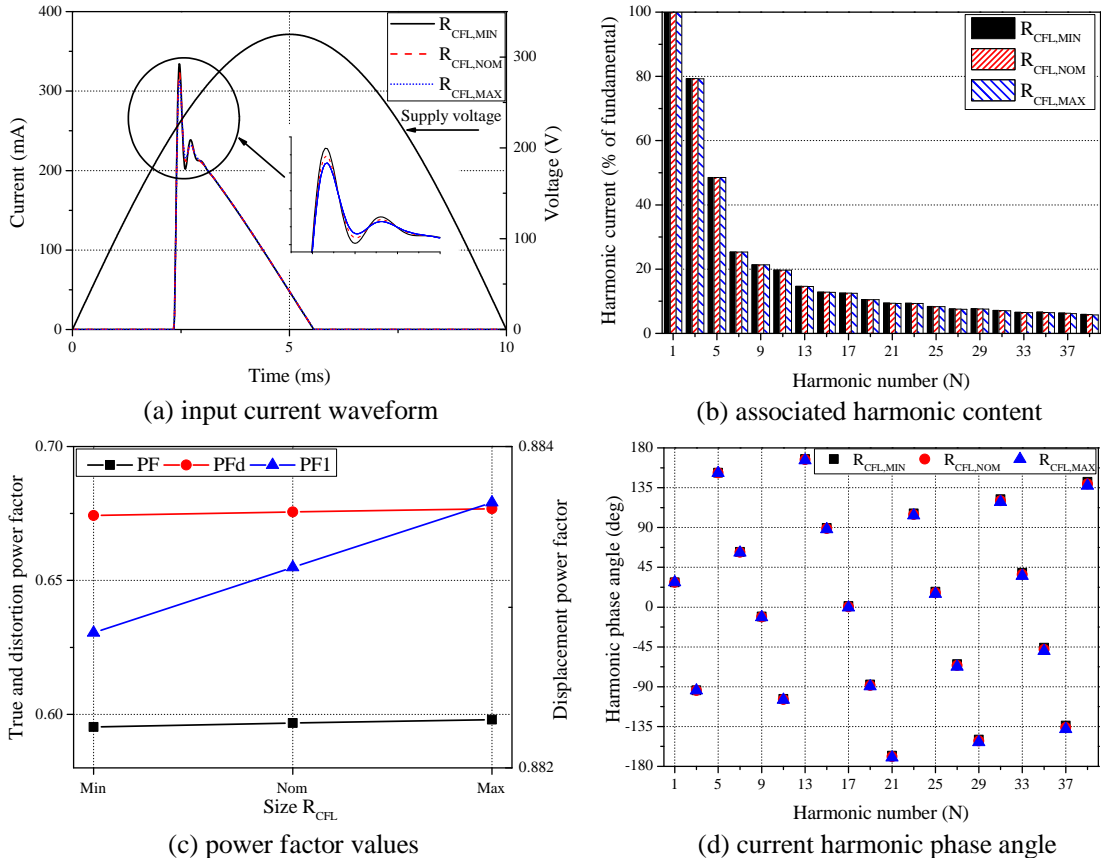 400
300
200
100
0
Current (mA)
R_CFL,MIN
R_CFL,NOM
R_CFL,MAX
Supply voltage
300
200
100
0
Voltage (V)
0
5
10
Time (ms)
(a) input current waveform
100
80
60
40
20
0
Harmonic current (% of fundamental)
R_CFL,MIN
R_CFL,NOM
R_CFL,MAX
1
5
9
13
17
21
25
29
33
37
Harmonic number (N)
(b) associated harmonic content
0.70
0.65
0.60
True and distortion power factor
PF
PFd
PF1
0.884
0.882
Displacement power factor
Min
Nom
Max
Size R_CFL
(c) power factor values
180
135
90
45
0
-45
-90
-135
-180
Harmonic phase angle (deg)
R_CFL,MIN
R_CFL,NOM
R_CFL,MAX
1
5
9
13
17
21
25
29
33
37
Harmonic number (N)
(d) current harmonic phase angle